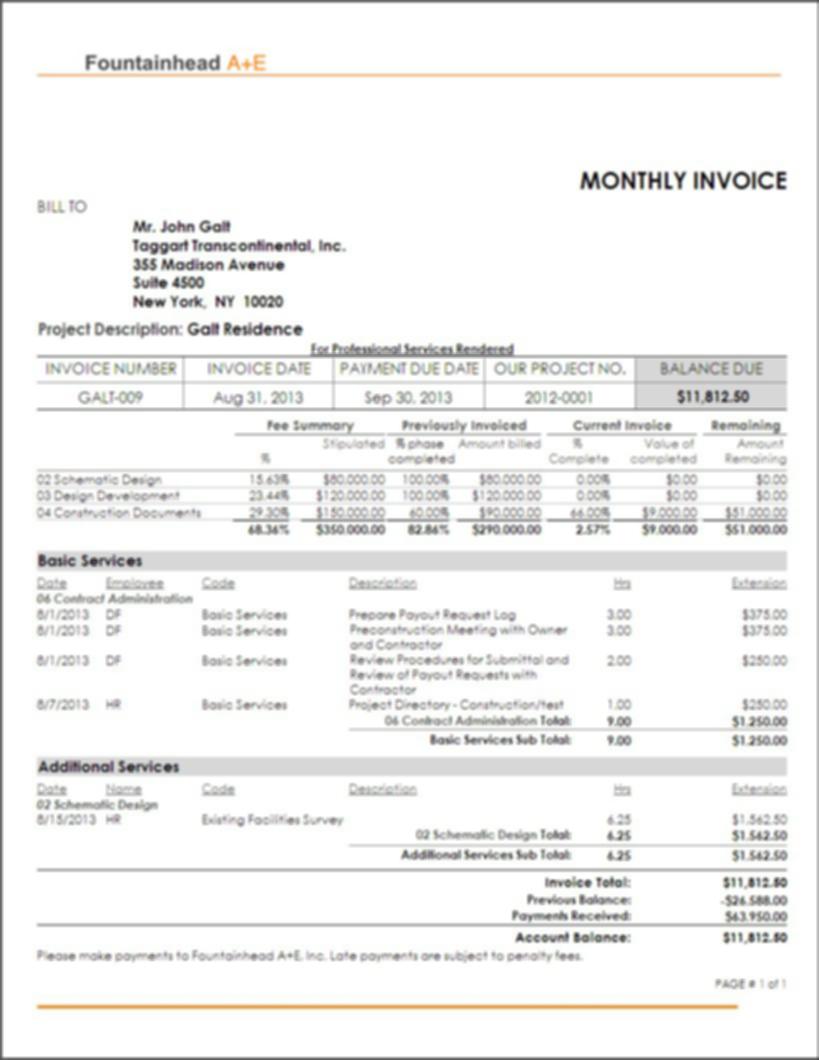 Fountainhead A+E
MONTHLY INVOICE
BILL TO
Mr. John Galt
Taggart Transcontinental, Inc.
355 Madison Avenue
Suite 4500
New York, NY 10020
Project Description: Galt Residence
For Professional Services Rendered
INVOICE NUMBER INVOICE DATE PAYMENT DUE DATE OUR PROJECT NO. BALANCE DUE
GALT-009 Aug 31, 2013 Sep 30, 2013 2012-0001 $11,812.50
Fee Summary Previously Invoiced Current Invoice Remaining
Stipulated % phase Amount billed % Value of Amount
% completed Complete completed Remaining
02 Schematic Design 15.63% $80,000.00 100.00% $80,000.00 0.00% $0.00 $0.00
03 Design Development 23.44% $120,000.00 100.00% $120,000.00 0.00% $0.00 $0.00
04 Construction Documents 29.30% $150,000.00 60.00% $90,000.00 66.00% $9,000.00 $51,000.00
68.36% $350,000.00 82.86% $290,000.00 2.57% $9,000.00 $51,000.00
Basic Services
Date Employee Code Description Hrs Extension
06 Contract Administration
8/1/2013 DF Basic Services Prepare Payout Request Log 3.00 $375.00
8/1/2013 DF Basic Services Preconstruction Meeting with Owner 3.00 $375.00
and Contractor
8/1/2013 DF Basic Services Review Procedures for Submittal and 2.00 $250.00
Review of Payout Requests with
Contractor
8/7/2013 HR Basic Services Project Directory - Construction/test 1.00 $250.00
06 Contract Administration Total: 9.00 $1,250.00
Basic Services Sub Total: 9.00 $1,250.00
Additional Services
Date Name Code Description Hrs Extension
02 Schematic Design
8/15/2013 HR Existing Facilities Survey 6.25 $1,562.50
02 Schematic Design Total: 6.25 $1,562.50
Additional Services Sub Total: 6.25 $1,562.50
Invoice Total: $11,812.50
Previous Balance: -$26,588.00
Payments Received: $63,950.00
Account Balance: $11,812.50
Please make payments to Fountainhead A+E, Inc. Late payments are subject to penalty fees.
PAGE # 1 of 1